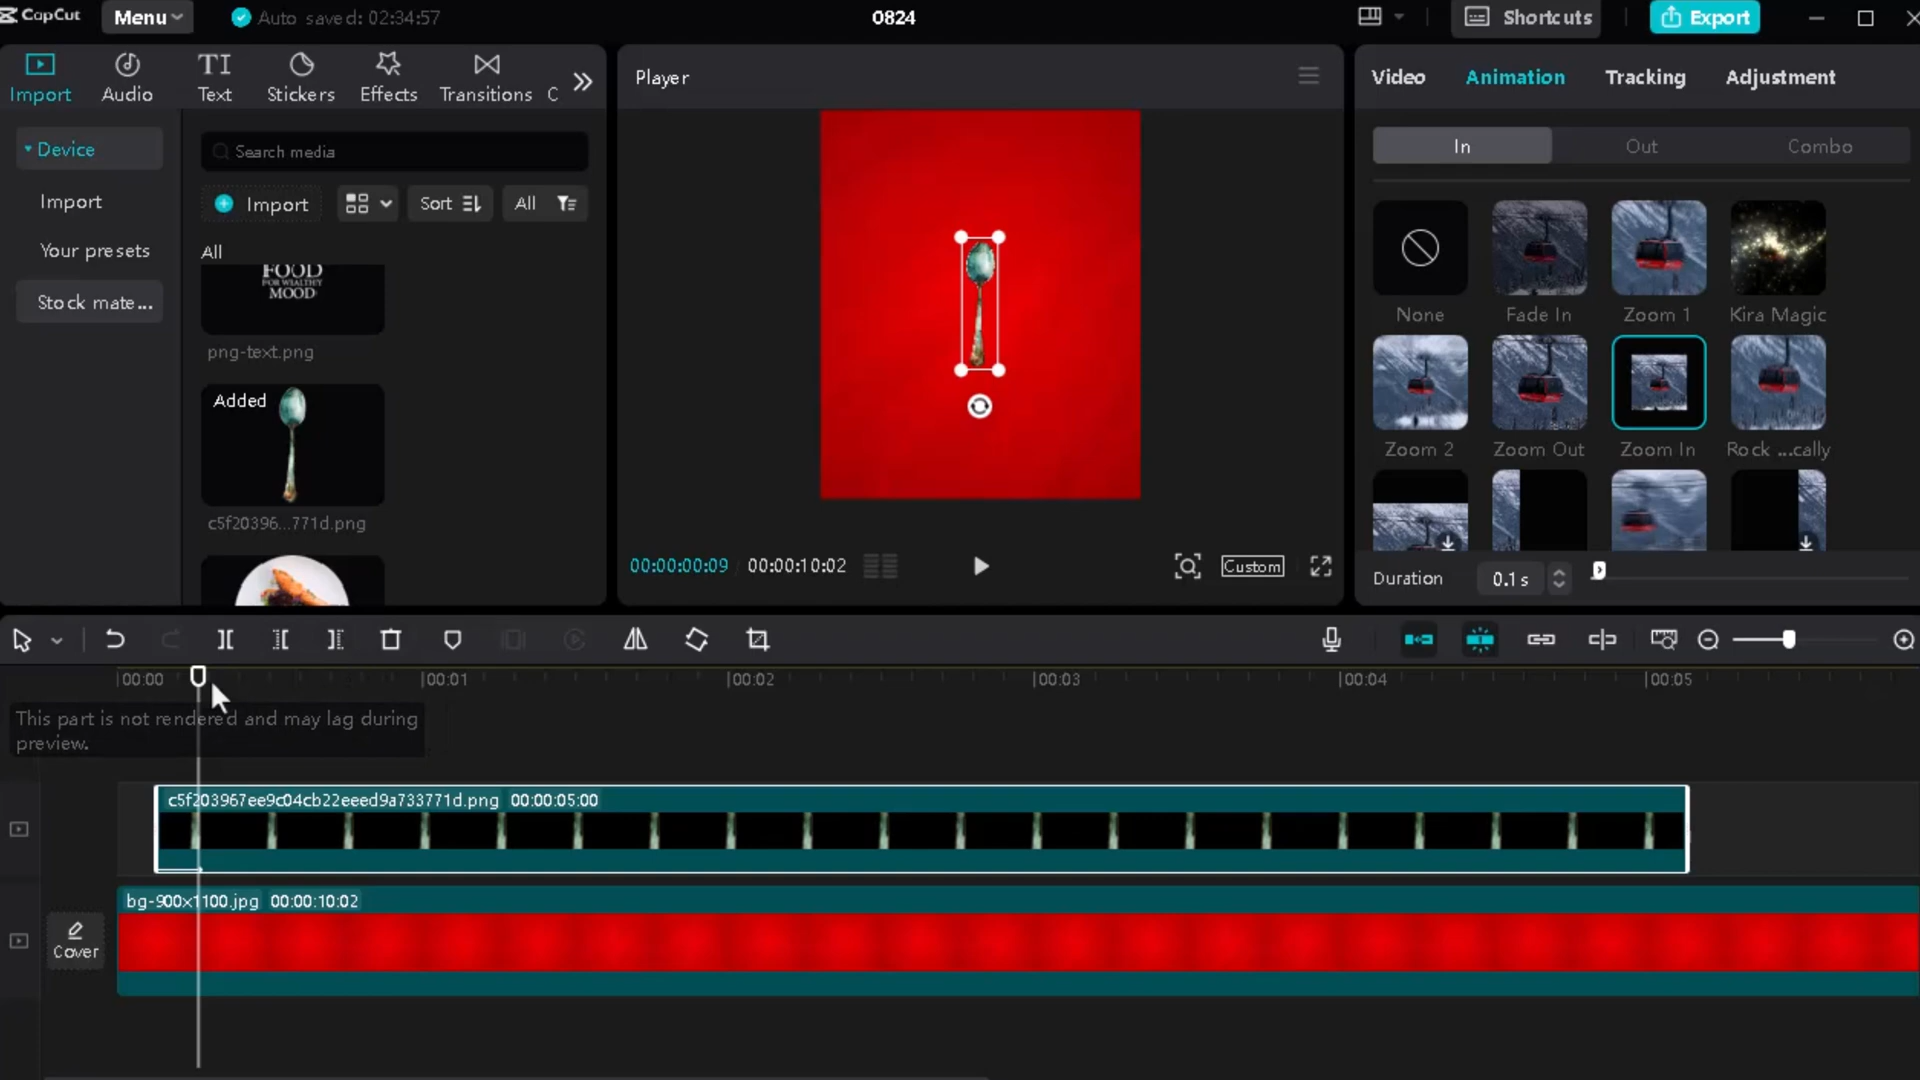 CapCut
Menu
Auto saved: 02:34:57
0824
Shortcuts
Export
Import
Audio
Text
Stickers
Effects
Transitions
C
Player
Video
Animation
Tracking
Adjustment
Device
Import
Your presets
Stock mate...
Search media
Import
Sort
All
All
FOOD
FOR WEALTHY
MOOD
png-text.png
Added
c5f20396...771d.png
00:00:00:09
00:00:10:02
Custom
In
Out
Combo
None
Fade In
Zoom 1
Kira Magic
Zoom 2
Zoom Out
Zoom In
Rock ...cally
Duration
0.1 s
00:00
00:01
00:02
00:03
00:04
00:05
This part is not rendered and may lag during
preview.
c5f203967ee9c04cb22eeed9a733771d.png 00:00:05:00
bg-900x1100.jpg 00:00:10:02
Cover